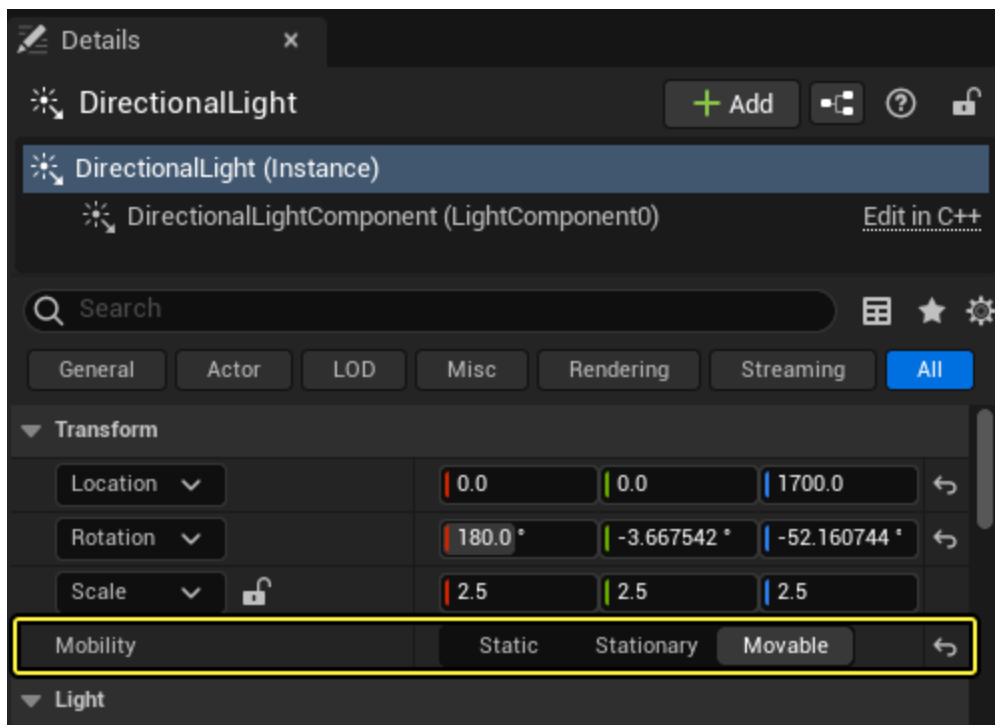 Details
DirectionalLight
Add
DirectionalLight (Instance)
DirectionalLightComponent (LightComponent0) Edit in C++
Search
General Actor LOD Misc Rendering Streaming All
Transform
Location 0.0 0.0 1700.0
Rotation 180.0° -3.667542° -52.160744°
Scale 2.5 2.5 2.5
Mobility Static Stationary Movable
Light